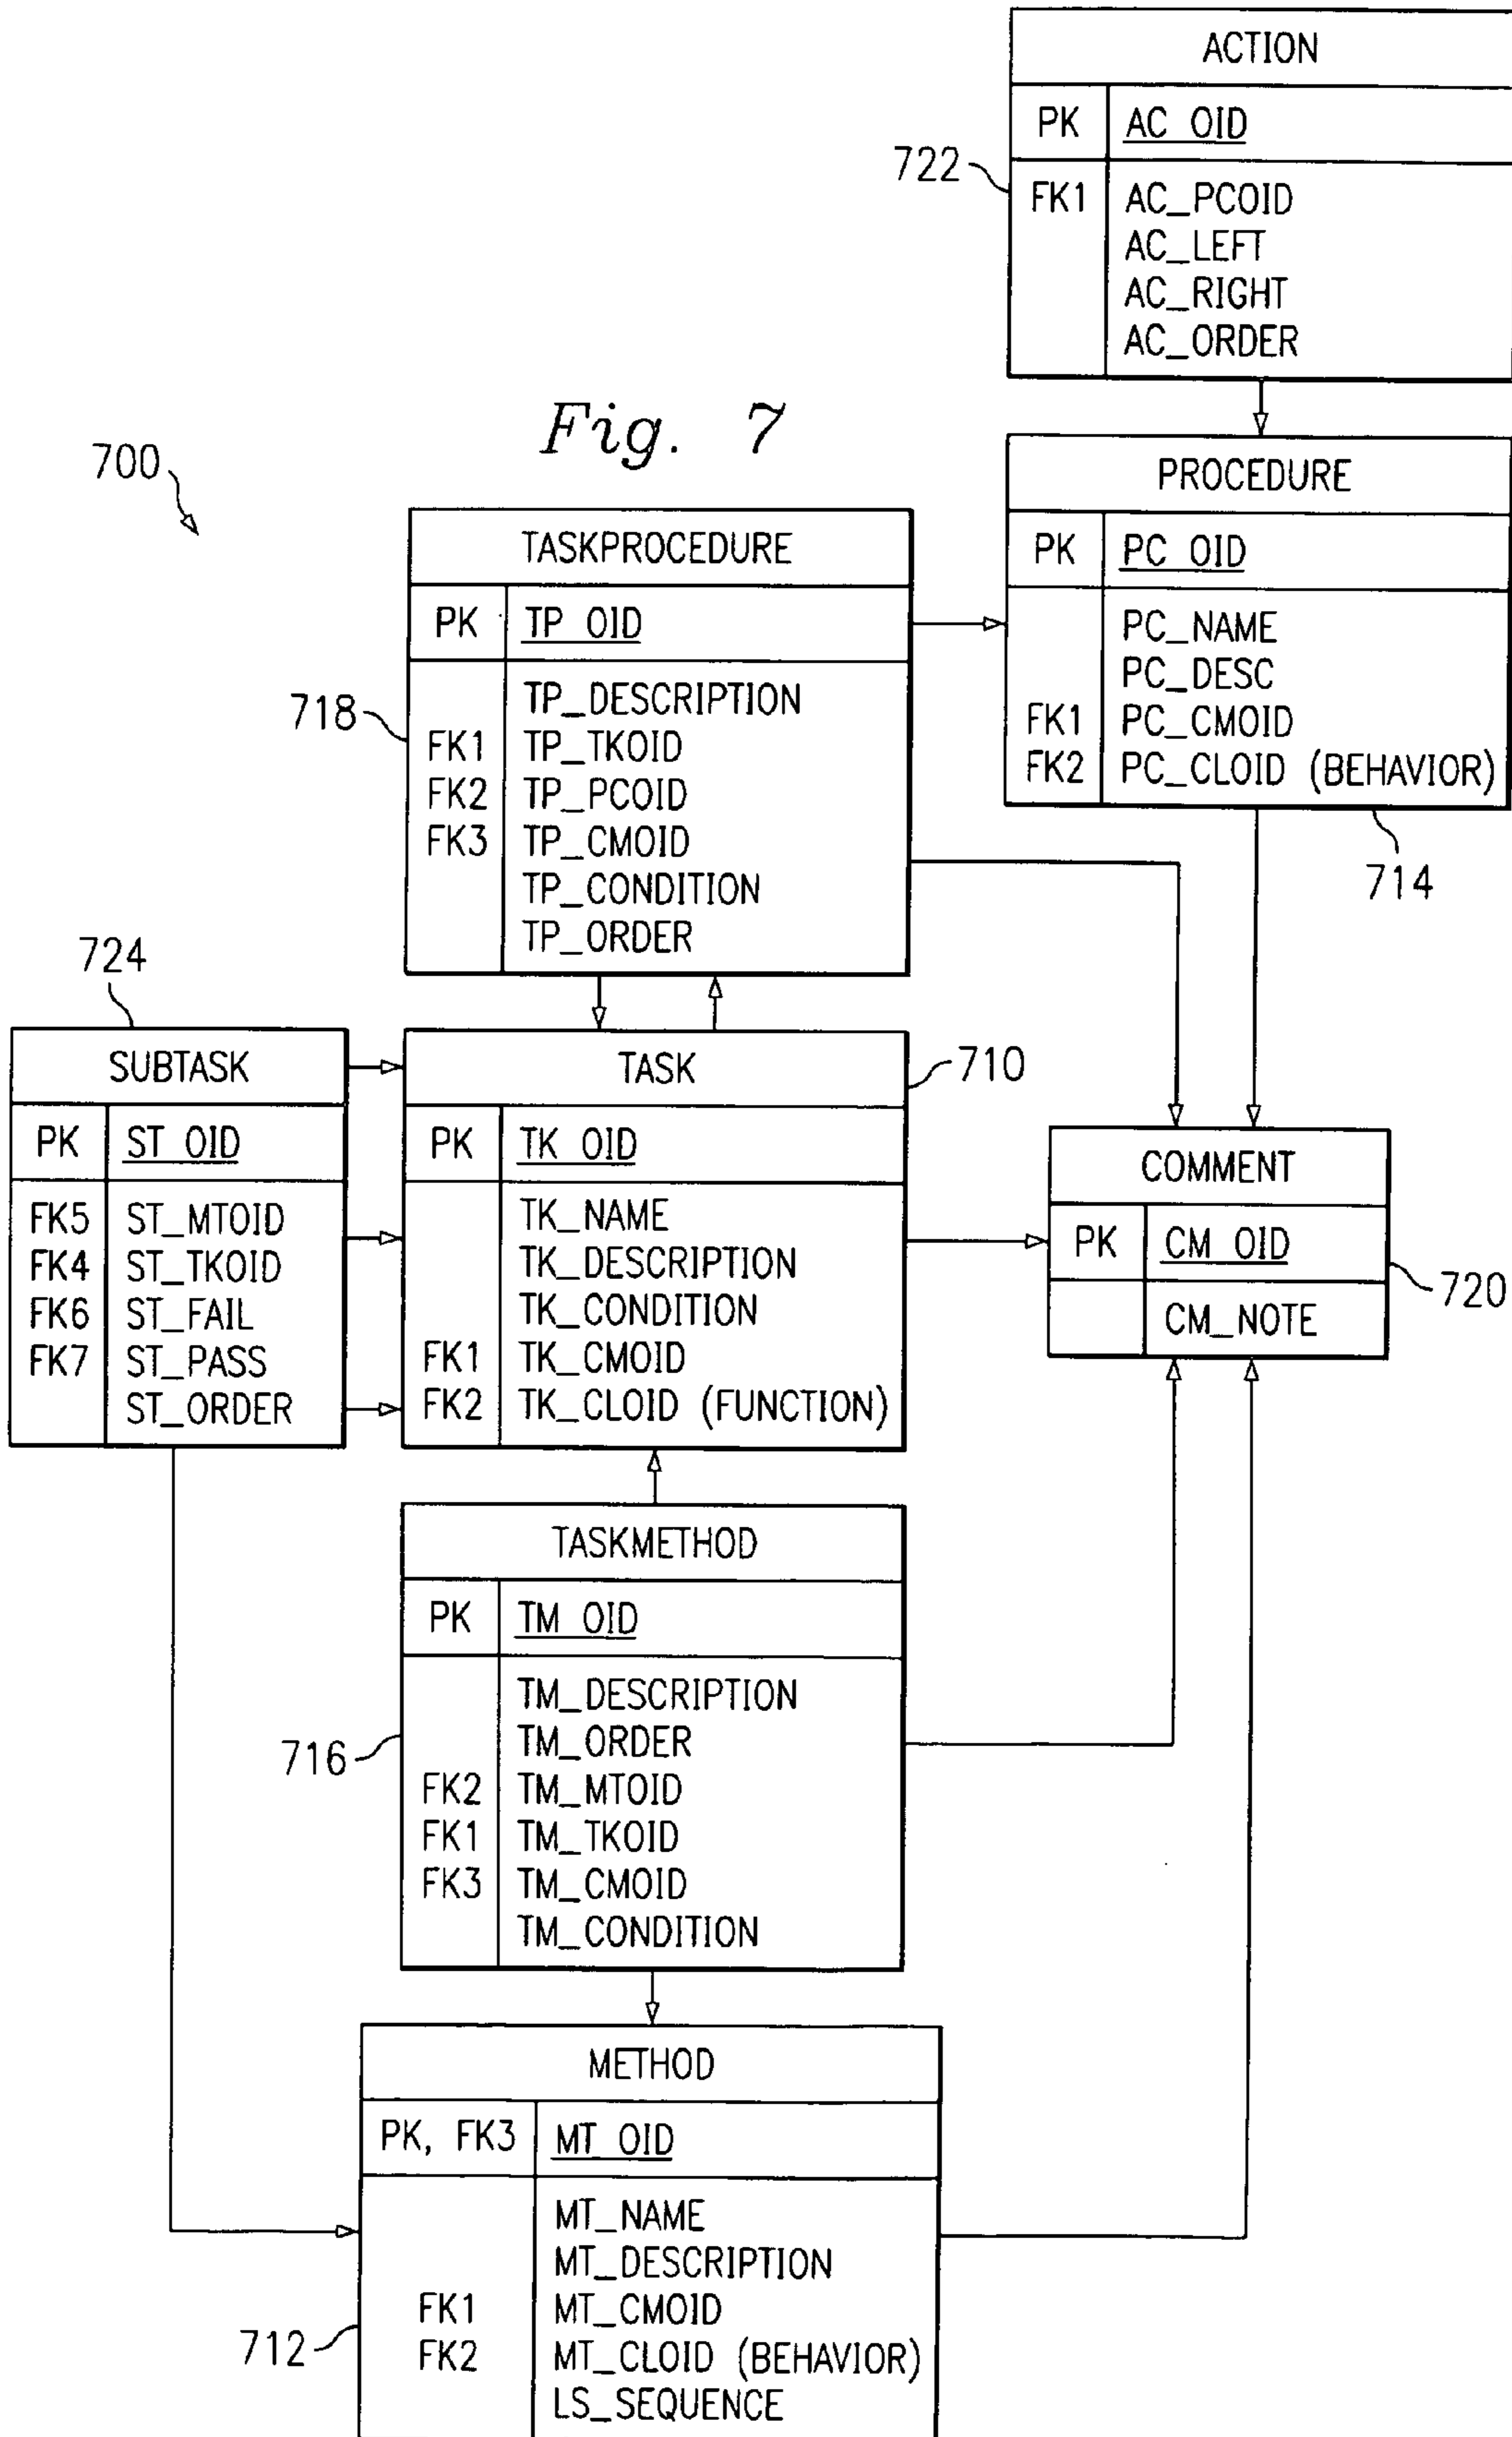 ACTION
PK AC_OID
722
FK1 AC_PCOID
AC_LEFT
AC_RIGHT
AC_ORDER
Fig. 7
700
PROCEDURE
PK PC_OID
PC_NAME
PC_DESC
FK1 PC_CMOID
FK2 PC_CLOID (BEHAVIOR)
714
TASKPROCEDURE
PK TP_OID
718
TP_DESCRIPTION
FK1 TP_TKOID
FK2 TP_PCOID
FK3 TP_CMOID
TP_CONDITION
TP_ORDER
724
SUBTASK
PK ST_OID
FK5 ST_MTOID
FK4 ST_TKOID
FK6 ST_FAIL
FK7 ST_PASS
ST_ORDER
TASK
710
PK TK_OID
TK_NAME
TK_DESCRIPTION
TK_CONDITION
FK1 TK_CMOID
FK2 TK_CLOID (FUNCTION)
COMMENT
PK CM_OID
CM_NOTE
720
TASKMETHOD
PK TM_OID
716
TM_DESCRIPTION
TM_ORDER
FK2 TM_MTOID
FK1 TM_TKOID
FK3 TM_CMOID
TM_CONDITION
METHOD
PK, FK3 MT_OID
MT_NAME
MT_DESCRIPTION
FK1 MT_CMOID
712
FK2 MT_CLOID (BEHAVIOR)
LS_SEQUENCE